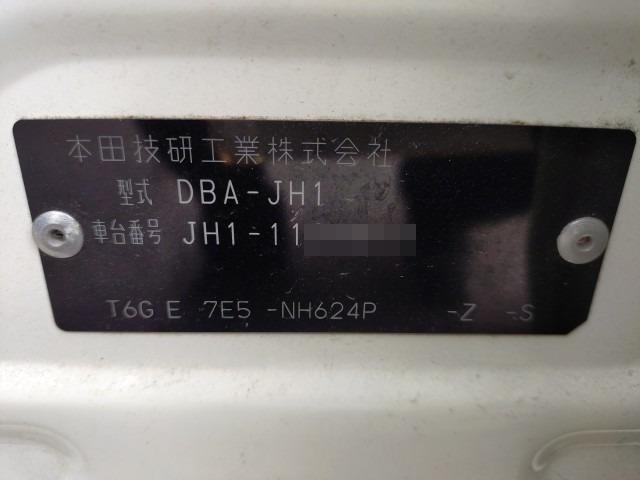 本田技研工業株式会社
型式 DBA-JH1
車台番号 JH1-11
T6G E 7E5 -NH624P -Z -S